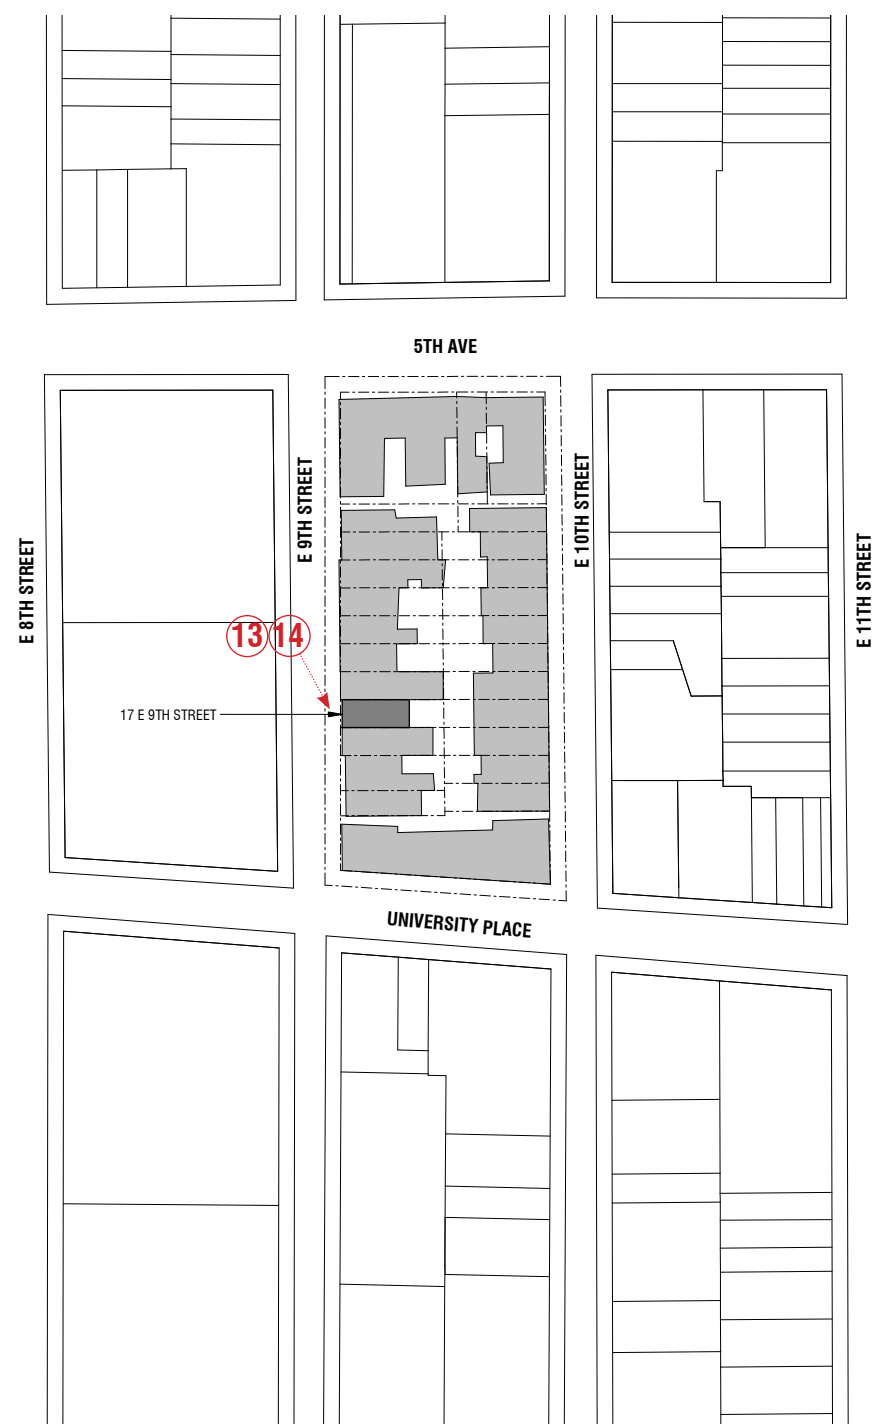 5TH AVE
E 9TH STREET
E 10TH STREET
E 8TH STREET
E 11TH STREET
13 14
17 E 9TH STREET
UNIVERSITY PLACE